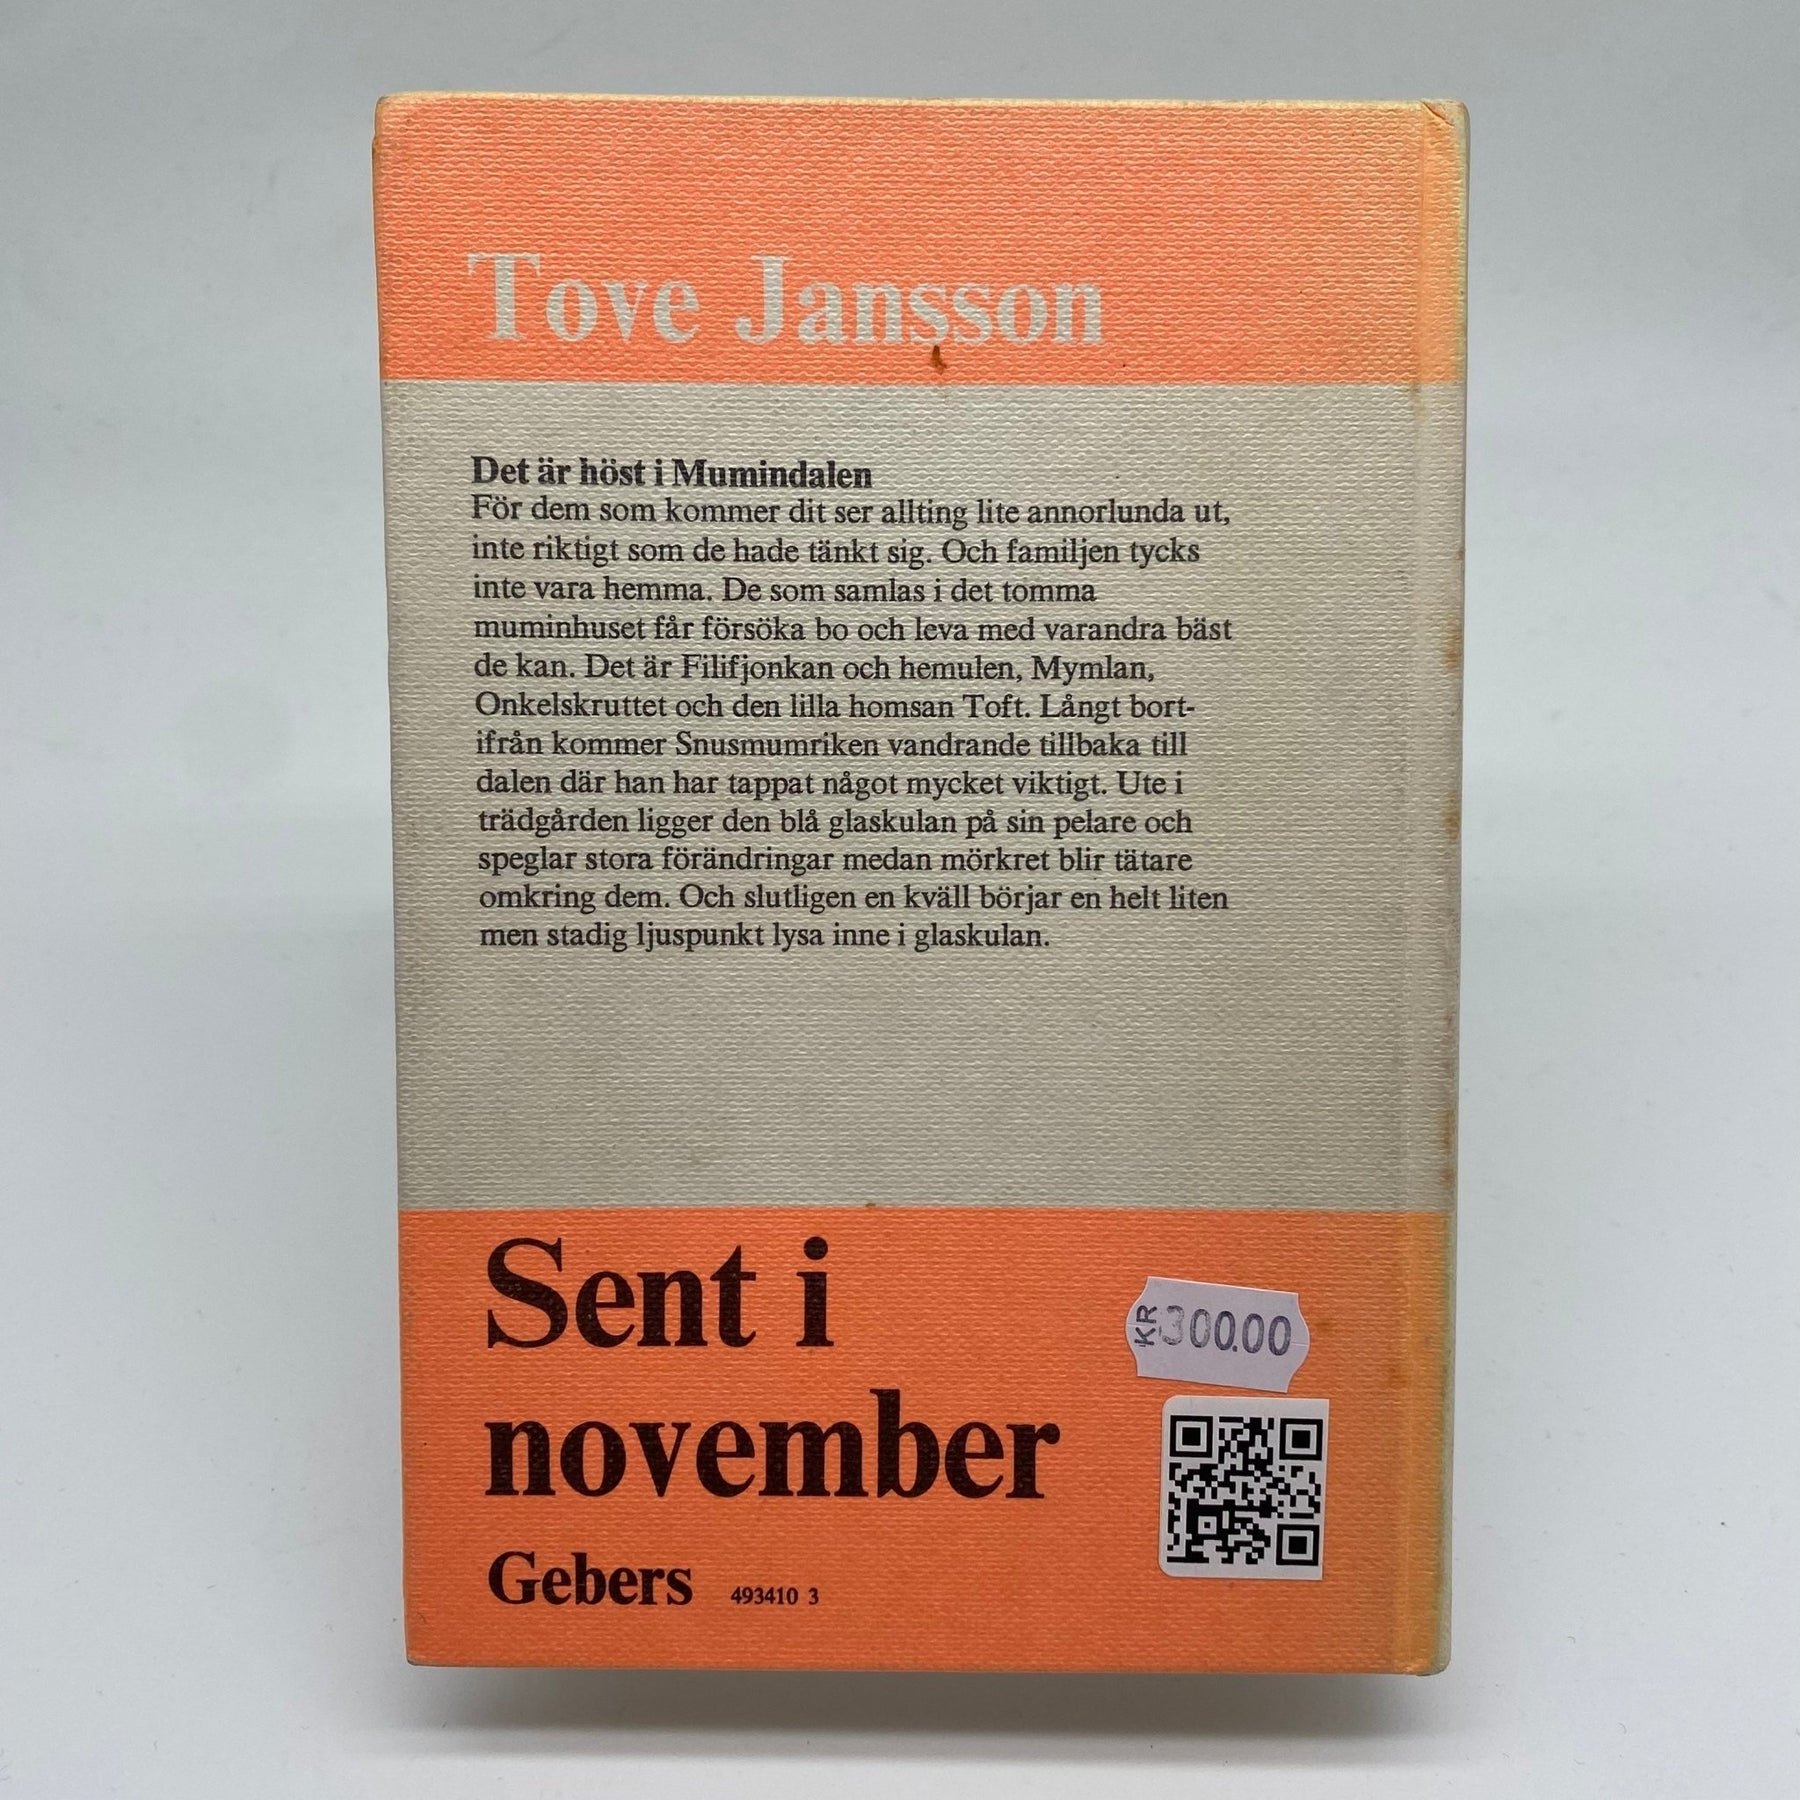 Tove Jansson
Det är höst i Mumindalen
För dem som kommer dit ser allting lite annorlunda ut,
inte riktigt som de hade tänkt sig. Och familjen tycks
inte vara hemma. De som samlas i det tomma
muminhuset får försöka bo och leva med varandra bäst
de kan. Det är Filifjonkan och hemulen, Mymlan,
Onkelskruttet och den lilla homsan Toft. Långt bort-
ifrån kommer Snusmumriken vandrande tillbaka till
dalen där han har tappat något mycket viktigt. Ute i
trädgården ligger den blå glaskulan på sin pelare och
speglar stora förändringar medan mörkret blir tätare
omkring dem. Och slutligen en kväll börjar en helt liten
men stadig ljuspunkt lysa inne i glaskulan.
Sent i
november
KR 300.00
Gebers 493410 3